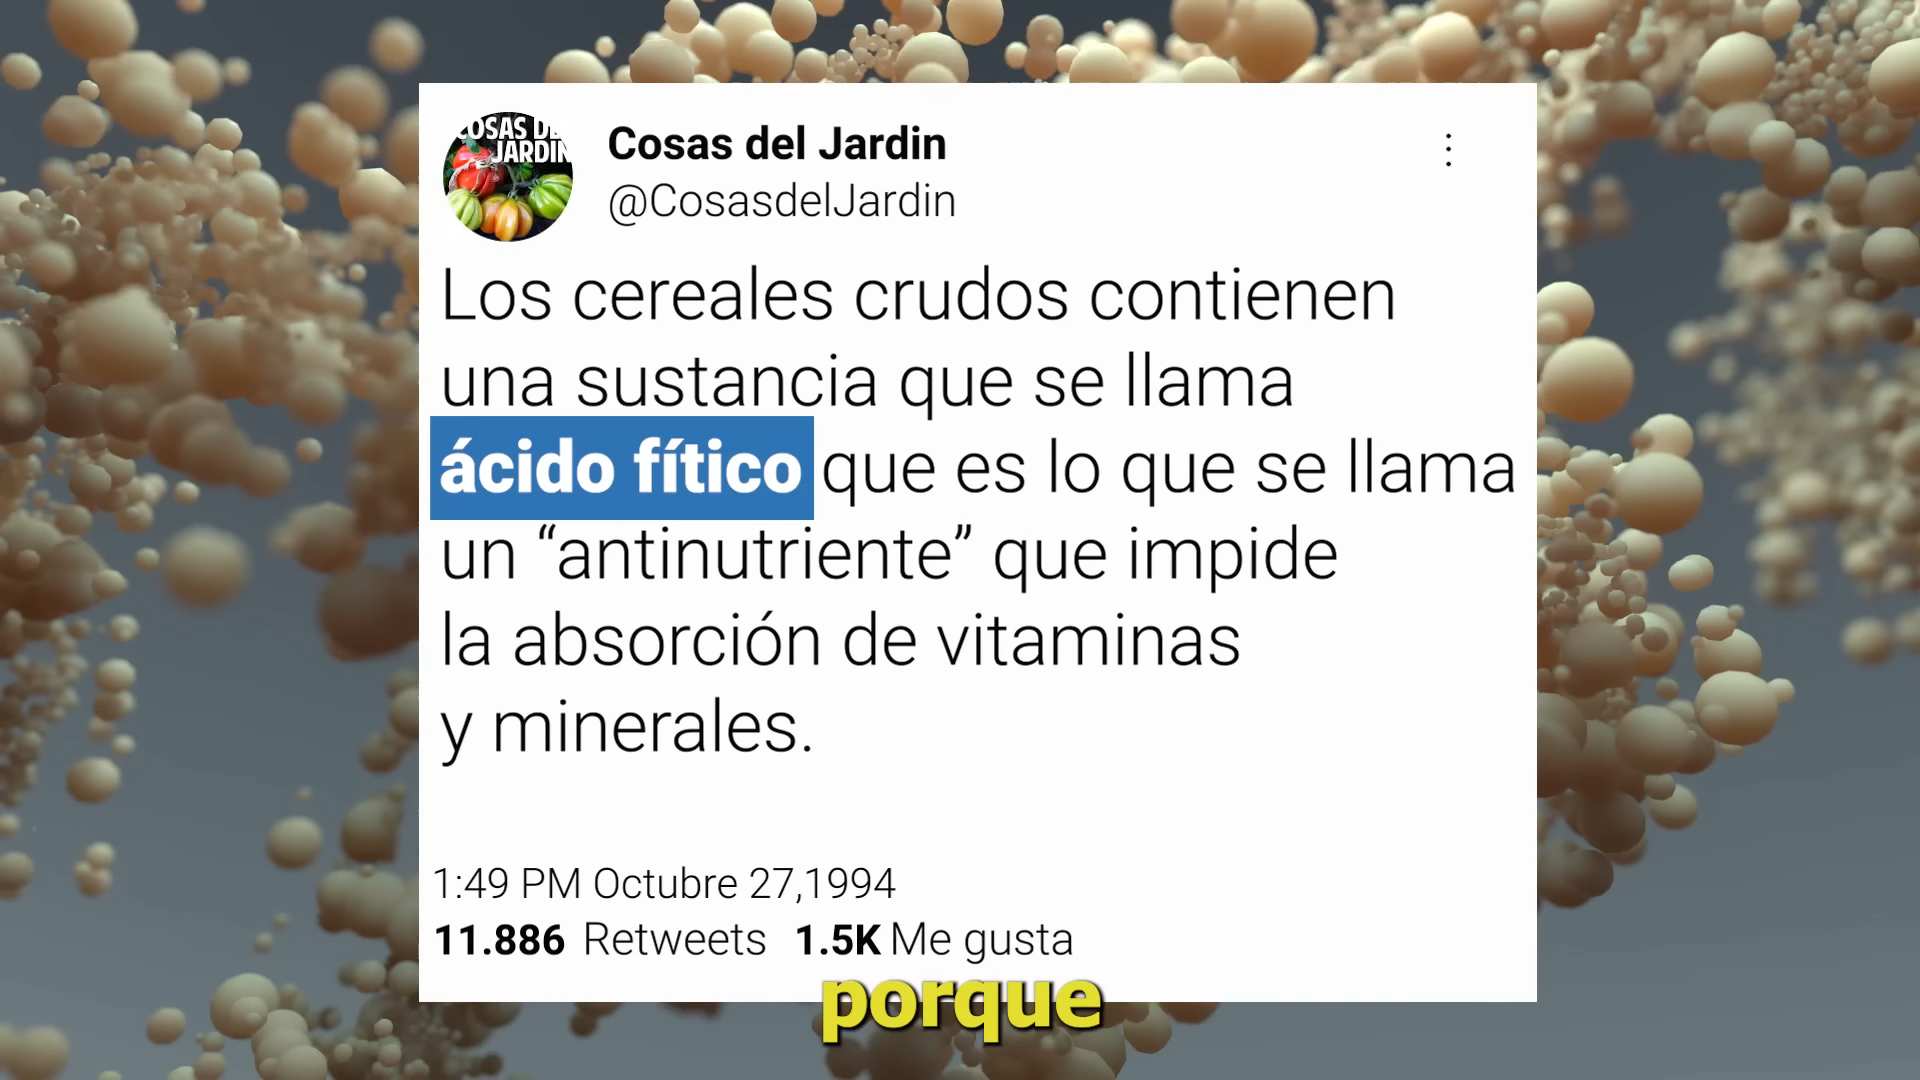 COSAS DE
JARDIN
Cosas del Jardin
@CosasdelJardin
Los cereales crudos contienen
una sustancia que se llama
ácido fítico que es lo que se llama
un “antinutriente” que impide
la absorción de vitaminas
y minerales.
1:49 PM Octubre 27,1994
11.886 Retweets 1.5K Me gusta
porque